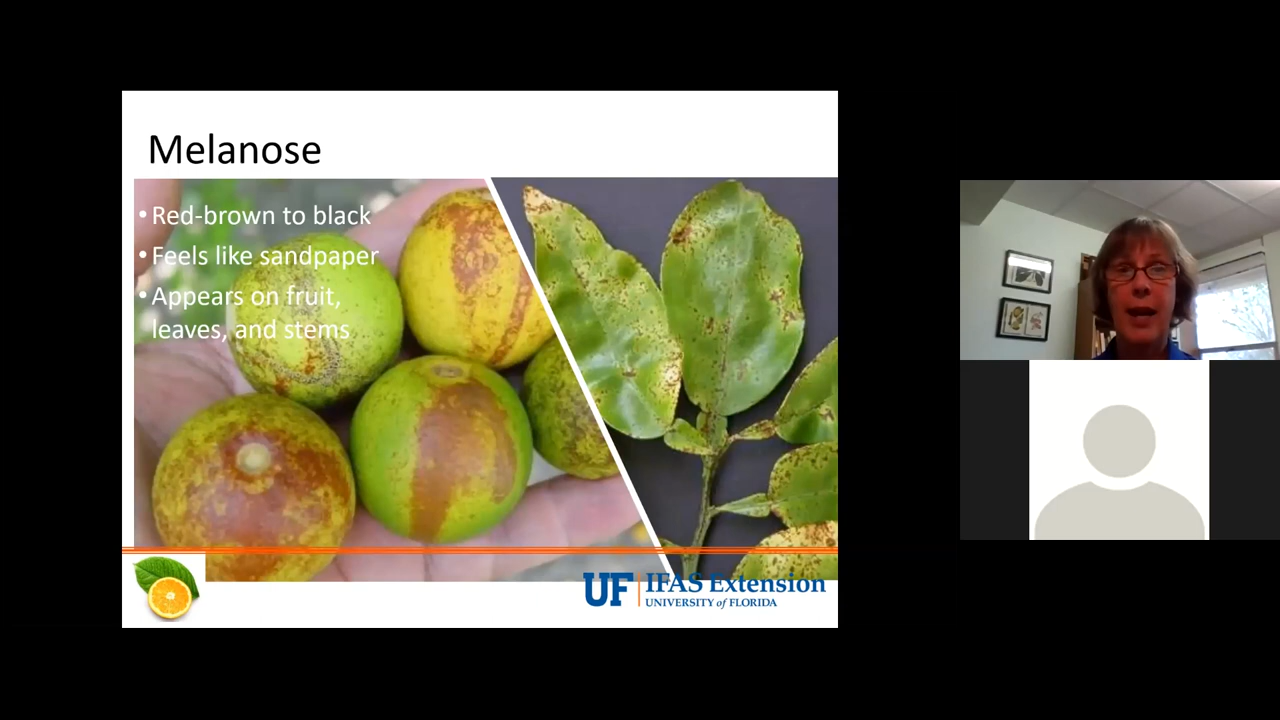 Melanose
• Red-brown to black
• Feels like sandpaper
• Appears on fruit,
leaves, and stems
UF IFAS Extension
UNIVERSITY of FLORIDA